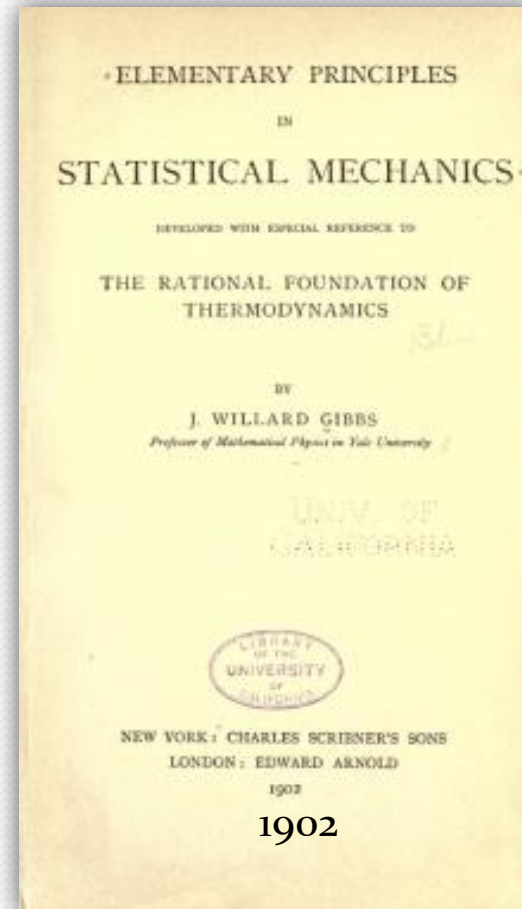 ELEMENTARY PRINCIPLES
IN
STATISTICAL MECHANICS
DEVELOPED WITH ESPECIAL REFERENCE TO
THE RATIONAL FOUNDATION OF
THERMODYNAMICS
BY
J. WILLARD GIBBS
Professor of Mathematical Physics in Yale University
UNIV. OF
CALIFORNIA
LIBRARY
OF THE
UNIVERSITY
OF
CALIFORNIA
NEW YORK: CHARLES SCRIBNER'S SONS
LONDON: EDWARD ARNOLD
1902
1902